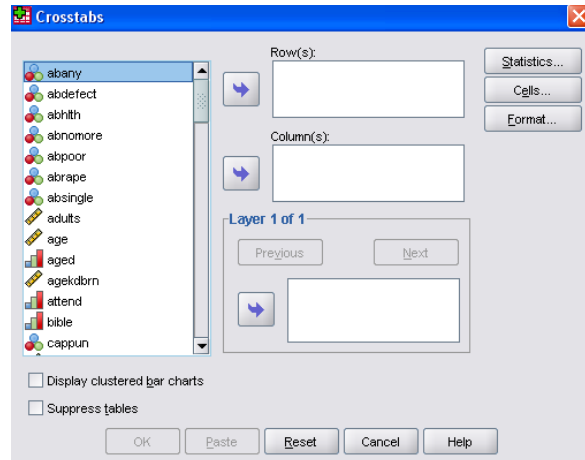 Crosstabs
abany
abdefect
abhlth
abnomore
abpoor
abrape
absingle
adults
age
aged
agekdbrn
attend
bible
cappun
Row(s):
Column(s):
Layer 1 of 1
Previous
Next
Statistics...
Cells...
Format...
Display clustered bar charts
Suppress tables
OK
Paste
Reset
Cancel
Help